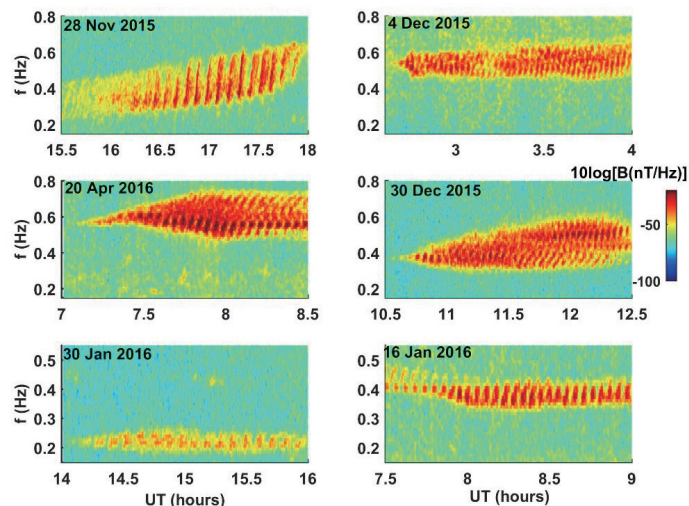 28 Nov 2015
f (Hz)
0.8
0.6
0.4
0.2
15.5 16 16.5 17 17.5 18
4 Dec 2015
0.8
0.6
0.4
0.2
3 3.5 4
20 Apr 2016
f (Hz)
0.8
0.6
0.4
0.2
7 7.5 8 8.5
30 Dec 2015
0.8
0.6
0.4
0.2
10.5 11 11.5 12 12.5
10log[B(nT/Hz)]
-50
-100
30 Jan 2016
f (Hz)
0.5
0.4
0.3
0.2
14 14.5 15 15.5 16
UT (hours)
16 Jan 2016
0.5
0.4
0.3
0.2
7.5 8 8.5 9
UT (hours)